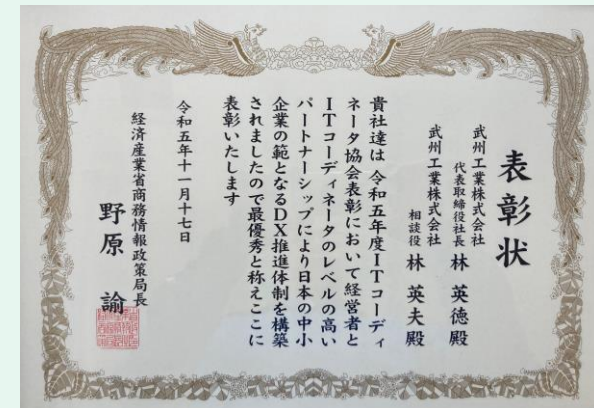 表彰状
武州工業株式会社
代表取締役社長 林 英徳殿
武州工業株式会社
相談役 林 英夫殿
貴社達は 令和五年度ITコーディ
ネータ協会表彰において経営者と
ITコーディネータのレベルの高い
パートナーシップにより日本の中小
企業の範となるDX推進体制を構築
されましたので最優秀と称えここに
表彰いたします
令和五年十一月十七日
経済産業省商務情報政策局長
野原 諭